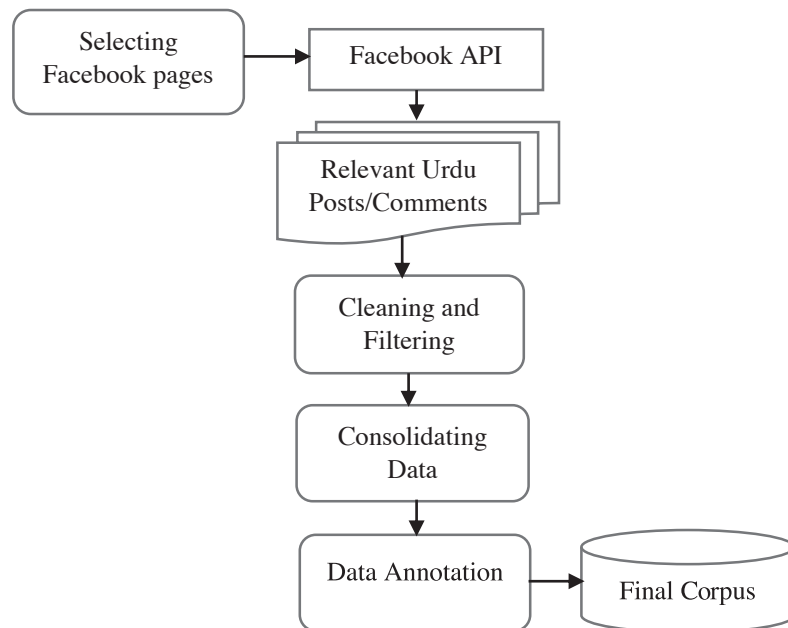 Selecting
Facebook pages
Facebook API
Relevant Urdu
Posts/Comments
Cleaning and
Filtering
Consolidating
Data
Data Annotation
Final Corpus